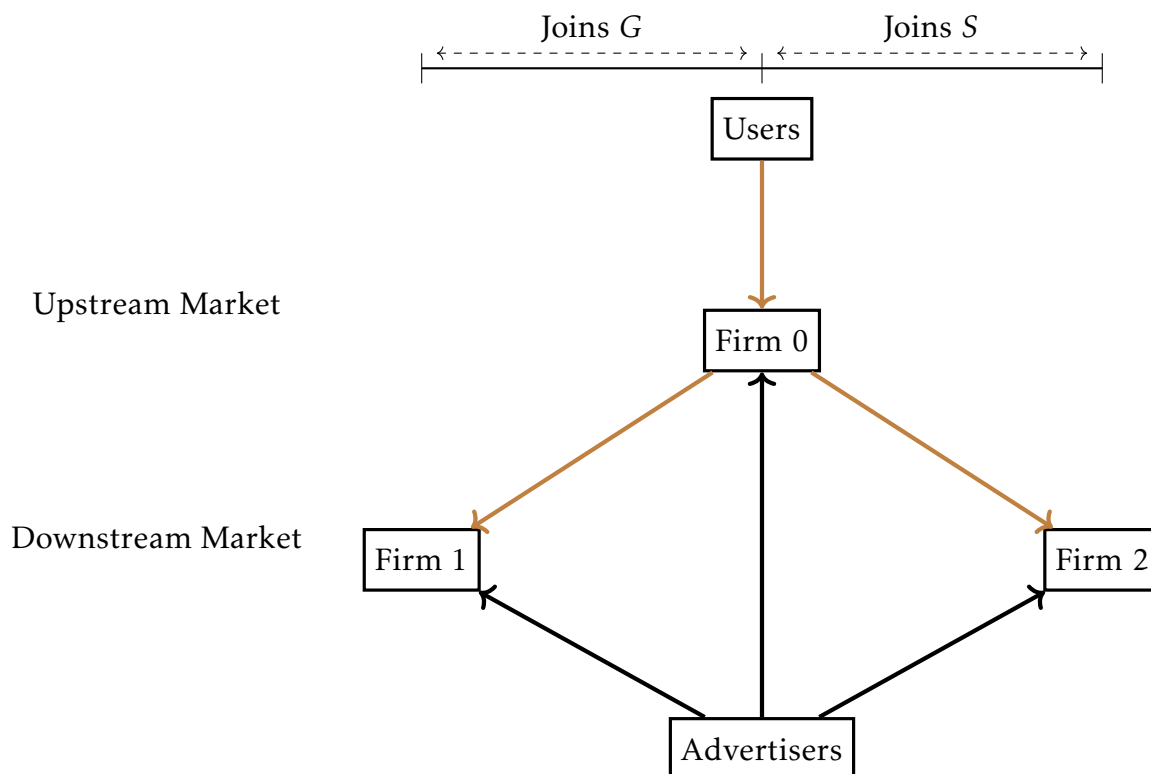 Joins G
Joins S
Users
Upstream Market
Firm 0
Downstream Market
Firm 1
Firm 2
Advertisers